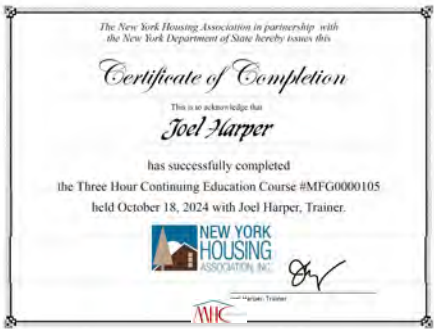 The New York Housing Association in partnership with
the New York Department of State hereby issues this
Certificate of Completion
This is to acknowledge that
Joel Harper
has successfully completed
the Three Hour Continuing Education Course #MFG0000105
held October 18, 2024 with Joel Harper, Trainer.
NEW YORK
HOUSING
ASSOCIATION, INC.
Harper, Trainer
MHC